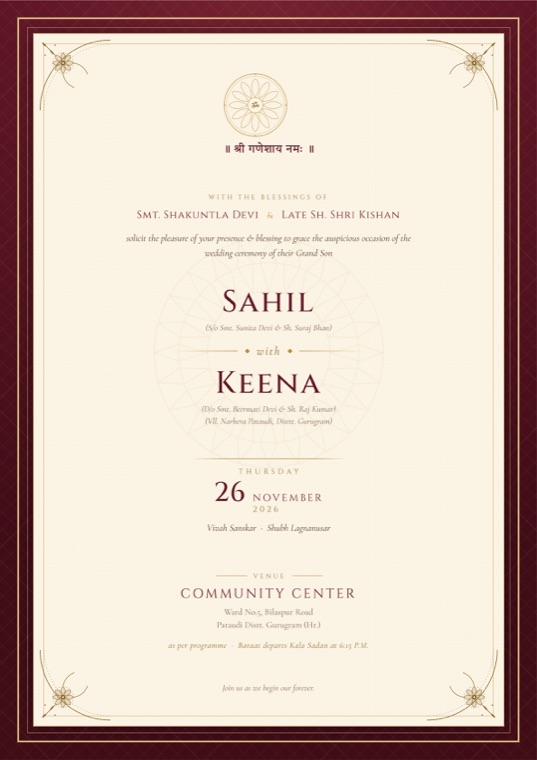 ॐ
॥ श्री गणेशाय नमः ॥
WITH THE BLESSINGS OF
SMT. SHAKUNTLA DEVI & LATE SH. SHRI KISHAN
solicit the pleasure of your presence & blessing to grace the auspicious occasion of the
wedding ceremony of their Grand Son
SAHIL
(S/o Smt. Sunita Devi & Sh. Suraj Bhan)
with
KEENA
(D/o Smt. Beermati Devi & Sh. Raj Kumar)
(Vll. Narhera Pataudi, Distt. Gurugram)
THURSDAY
26 NOVEMBER
2026
Vivah Sanskar · Shubh Lagnanusar
VENUE
COMMUNITY CENTER
Ward No.5, Bilaspur Road
Pataudi Distt. Gurugram (Hr.)
as per programme · Baraat departs Kala Sadan at 6:15 P.M.
Join us as we begin our forever.